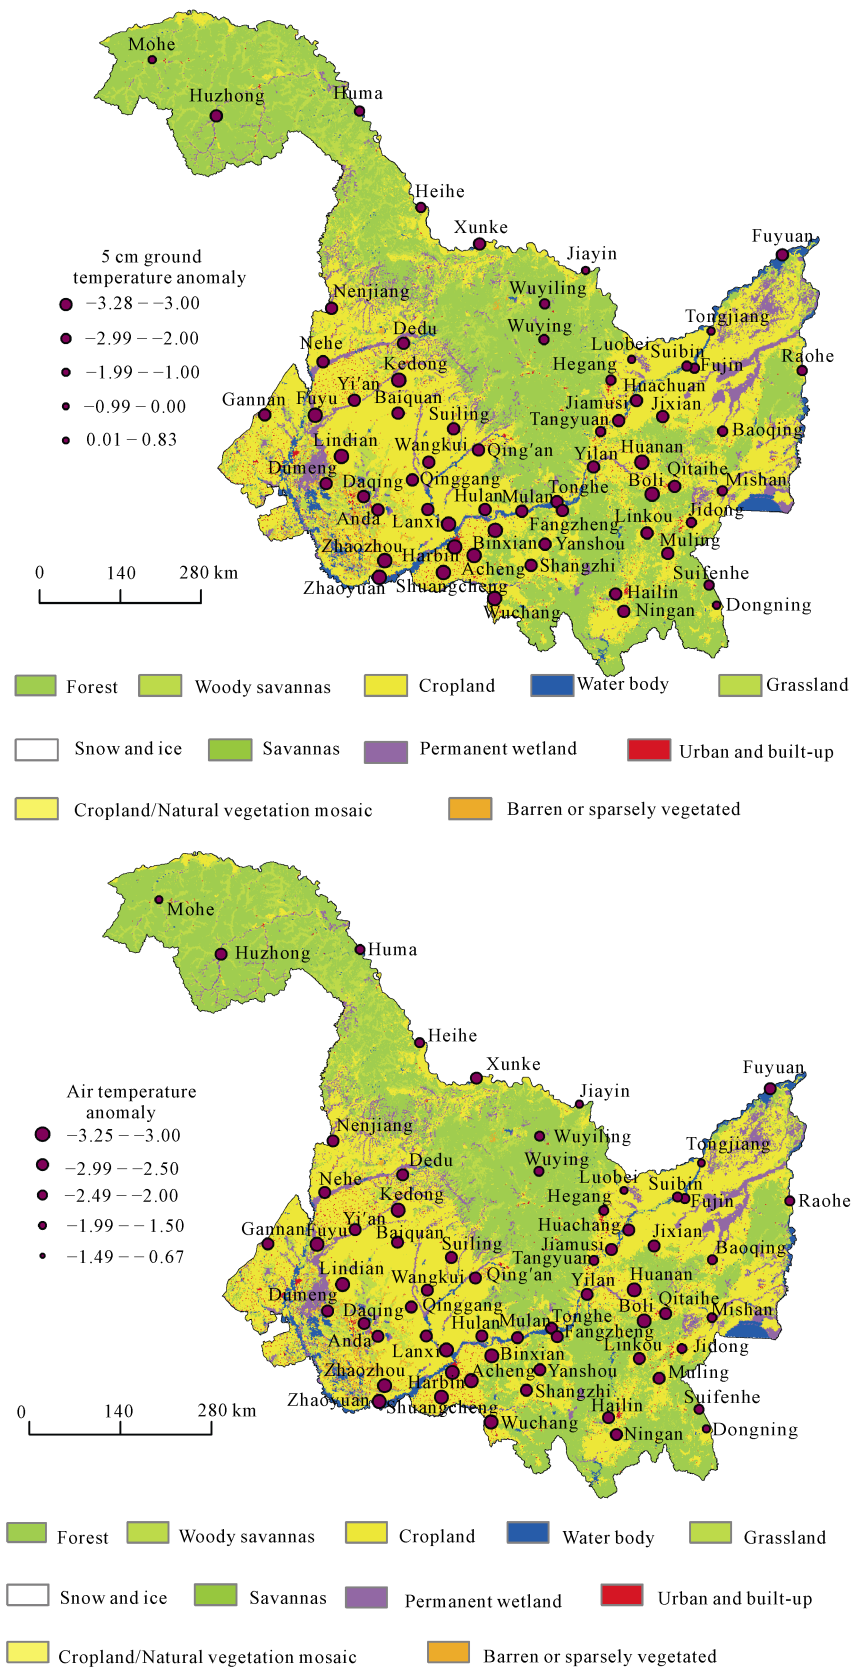 Mohe
Huzhong
Huma
Heihe
Xunke
Fuyuan
Jiayin
5 cm ground
temperature anomaly
−3.28 – −3.00
−2.99 – −2.00
−1.99 – −1.00
−0.99 – 0.00
0.01 – 0.83
Nenjiang
Wuyiling
Tongjiang
Dedu
Wuying
Nehe
Luobei
Suibin
Raohe
Kedong
Hegang
Fujin
Yi'an
Huachuan
Gannan
Fuyu
Baiquan
Jiamusi
Jixian
Suiling
Tangyuan
Baoqing
Lindian
Wangkui
Qing'an
Huanan
Dumeng
Yilan
Qitaihe
Daqing
Qinggang
Boli
Mishan
Hulan
Mulan
Tonghe
Anda
Lanxi
Fangzheng
Linkou
Jidong
Zhaozhou
Harbin
Binxian
Yanshou
Muling
Acheng
Shangzhi
Suifenhe
Zhaoyuan
Shuangcheng
Hailin
Wuchang
Ningan
Dongning
0 140 280 km
Forest Woody savannas Cropland Water body Grassland
Snow and ice Savannas Permanent wetland Urban and built-up
Cropland/Natural vegetation mosaic Barren or sparsely vegetated
Mohe
Huzhong
Huma
Heihe
Xunke
Fuyuan
Jiayin
Air temperature
anomaly
−3.25 – −3.00
−2.99 – −2.50
−2.49 – −2.00
−1.99 – −1.50
−1.49 – −0.67
Nenjiang
Wuyiling
Tongjiang
Dedu
Wuying
Nehe
Luobei
Suibin
Kedong
Hegang
Fujin
Raohe
Yi'an
Huachang
Gannan
Fuyu
Baiquan
Jiamusi
Jixian
Suiling
Tangyuan
Baoqing
Lindian
Wangkui
Qing'an
Huanan
Dumeng
Yilan
Qitaihe
Daqing
Qinggang
Boli
Mishan
Hulan
Mulan
Tonghe
Anda
Fangzheng
Lanxi
Binxian
Linkou
Jidong
Zhaozhou
Harbin
Acheng
Yanshou
Muling
Shangzhi
Zhaoyuan
Shuangcheng
Hailin
Suifenhe
Wuchang
Ningan
Dongning
0 140 280 km
Forest Woody savannas Cropland Water body Grassland
Snow and ice Savannas Permanent wetland Urban and built-up
Cropland/Natural vegetation mosaic Barren or sparsely vegetated